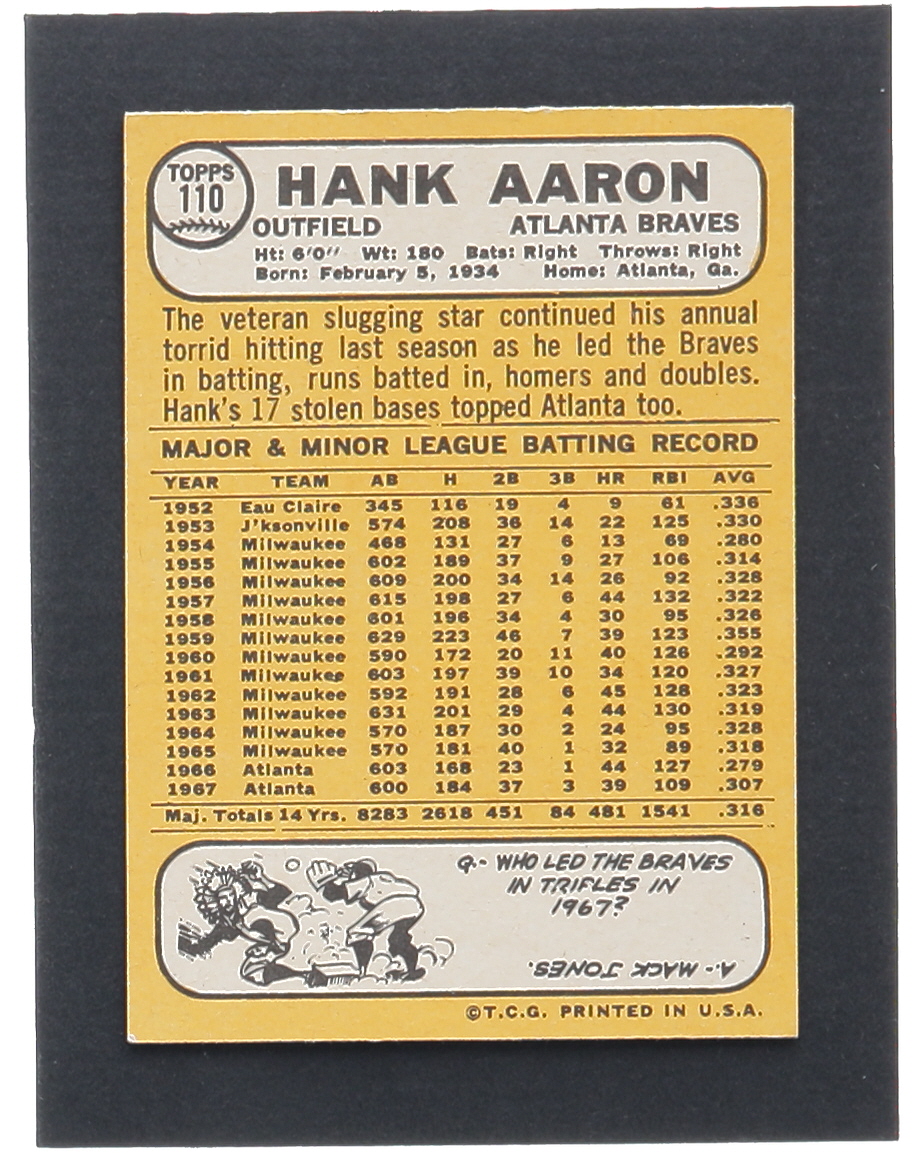 TOPPS
110
HANK AARON
OUTFIELD ATLANTA BRAVES
Ht: 6'0" Wt: 180 Bats: Right Throws: Right
Born: February 5, 1934 Home: Atlanta, Ga.
The veteran slugging star continued his annual
torrid hitting last season as he led the Braves
in batting, runs batted in, homers and doubles.
Hank's 17 stolen bases topped Atlanta too.
MAJOR & MINOR LEAGUE BATTING RECORD
YEAR TEAM AB H 2B 3B HR RBI AVG
1952 Eau Claire 345 116 19 4 9 61 .336
1953 J'ksonville 574 208 36 14 22 125 .330
1954 Milwaukee 468 131 27 6 13 69 .280
1955 Milwaukee 602 189 37 9 27 106 .314
1956 Milwaukee 609 200 34 14 26 92 .328
1957 Milwaukee 615 198 27 6 44 132 .322
1958 Milwaukee 601 196 34 4 30 95 .326
1959 Milwaukee 629 223 46 7 39 123 .355
1960 Milwaukee 590 172 20 11 40 126 .292
1961 Milwaukee 603 197 39 10 34 120 .327
1962 Milwaukee 592 191 28 6 45 128 .323
1963 Milwaukee 631 201 29 4 44 130 .319
1964 Milwaukee 570 187 30 2 24 95 .328
1965 Milwaukee 570 181 40 1 32 89 .318
1966 Atlanta 603 168 23 1 44 127 .279
1967 Atlanta 600 184 37 3 39 109 .307
Maj. Totals 14 Yrs. 8283 2618 451 84 481 1541 .316
Q.- WHO LED THE BRAVES
IN TRIFLES IN
1967?
A.- MACK JONES.
©T.C.G. PRINTED IN U.S.A.